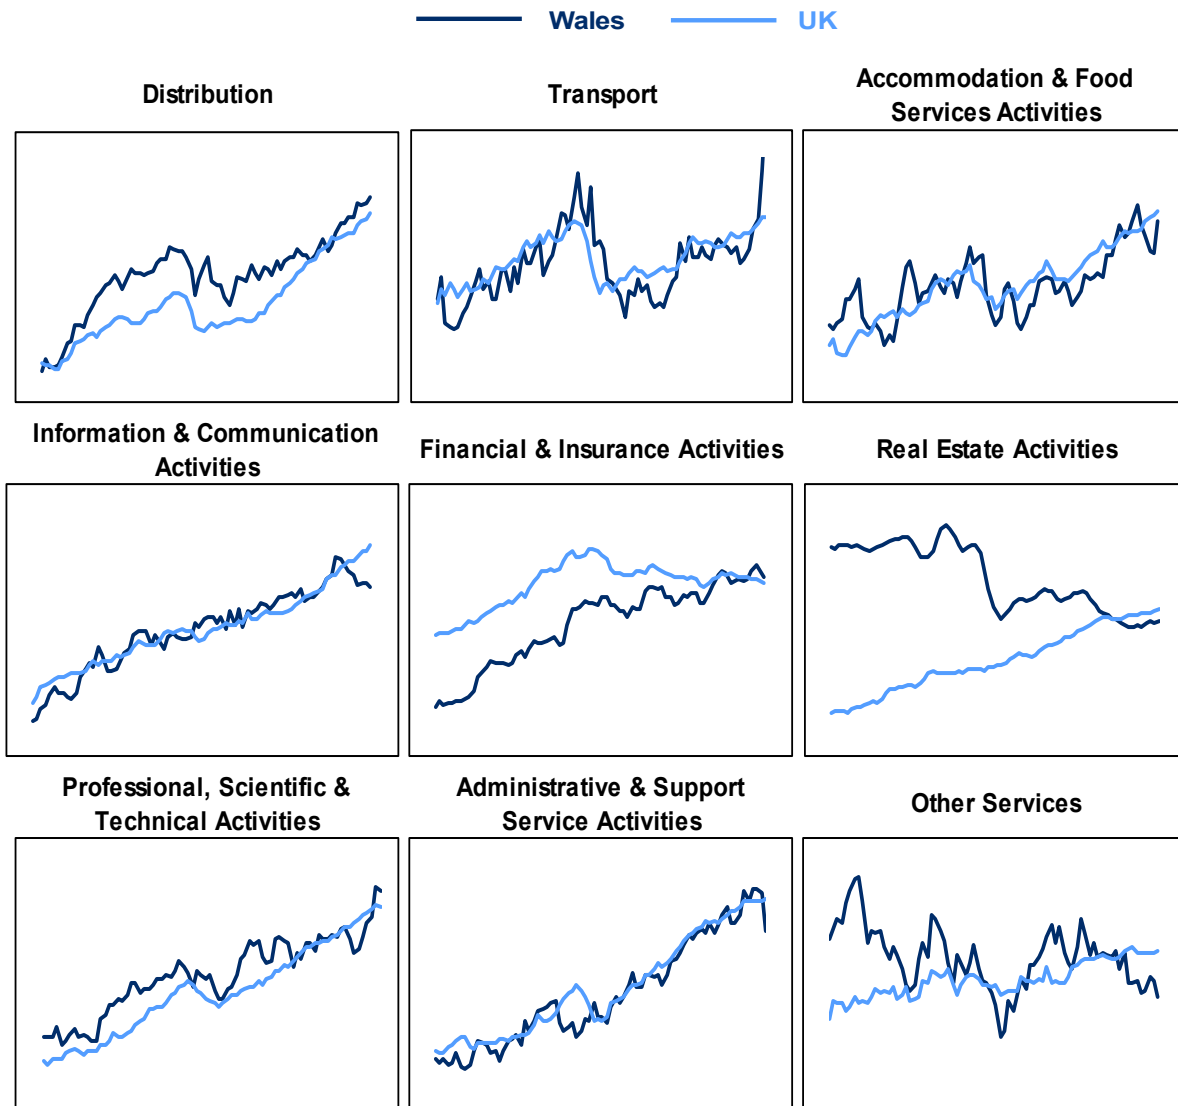 Wales UK
Distribution
Transport
Accommodation & Food
Services Activities
Information & Communication
Activities
Financial & Insurance Activities
Real Estate Activities
Professional, Scientific &
Technical Activities
Administrative & Support
Service Activities
Other Services